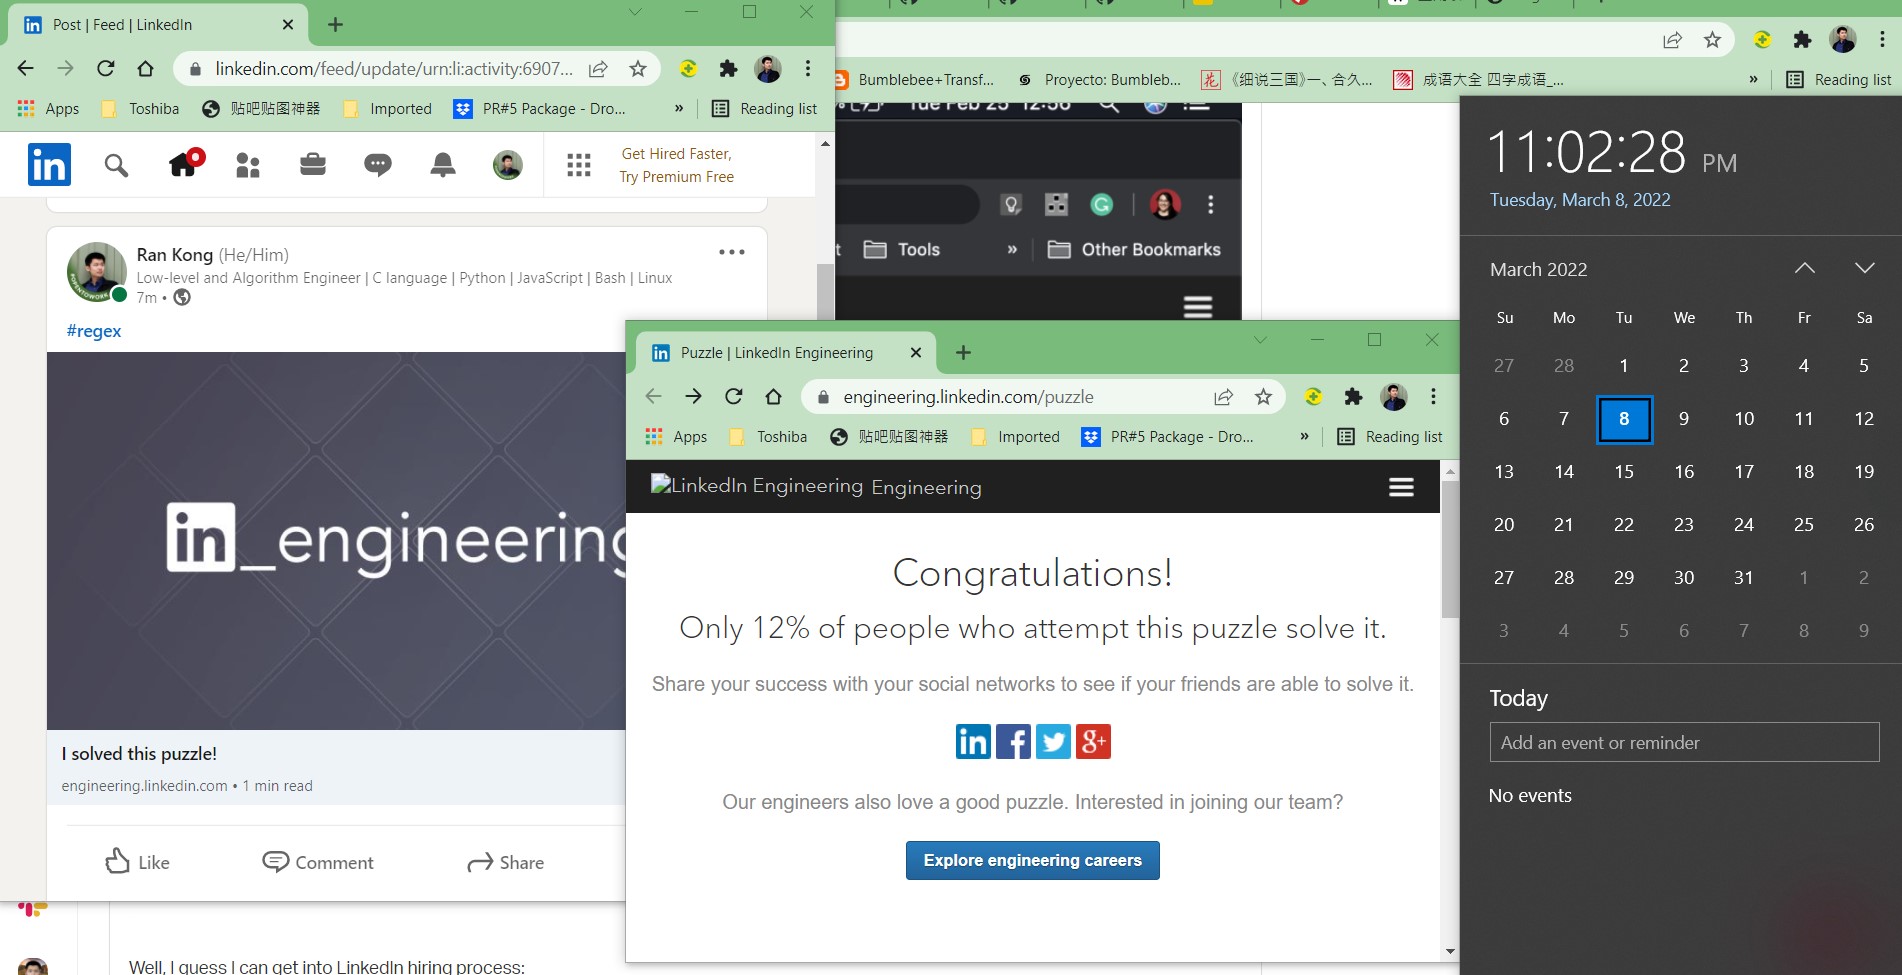 Post | Feed | LinkedIn
linkedin.com/feed/update/urn:li:activity:6907...
Apps
Toshiba
贴吧贴图神器
Imported
PR#5 Package - Dro...
»
Reading list
Bumblebee+Transf...
Proyecto: Bumbleb...
《细说三国》一、合久...
成语大全 四字成语_...
»
Reading list
Tue Feb 25 12:56
Tools
»
Other Bookmarks
in
0
Get Hired Faster,
Try Premium Free
Ran Kong (He/Him)
Low-level and Algorithm Engineer | C language | Python | JavaScript | Bash | Linux
7m •
#regex
in_engineering
I solved this puzzle!
engineering.linkedin.com • 1 min read
Like
Comment
Share
Well, I guess I can get into LinkedIn hiring process:
Puzzle | LinkedIn Engineering
engineering.linkedin.com/puzzle
Apps
Toshiba
贴吧贴图神器
Imported
PR#5 Package - Dro...
»
Reading list
LinkedIn Engineering Engineering
Congratulations!
Only 12% of people who attempt this puzzle solve it.
Share your success with your social networks to see if your friends are able to solve it.
in f g+
Our engineers also love a good puzzle. Interested in joining our team?
Explore engineering careers
11:02:28 PM
Tuesday, March 8, 2022
March 2022
Su Mo Tu We Th Fr Sa
27 28 1 2 3 4 5
6 7 8 9 10 11 12
13 14 15 16 17 18 19
20 21 22 23 24 25 26
27 28 29 30 31 1 2
3 4 5 6 7 8 9
Today
Add an event or reminder
No events